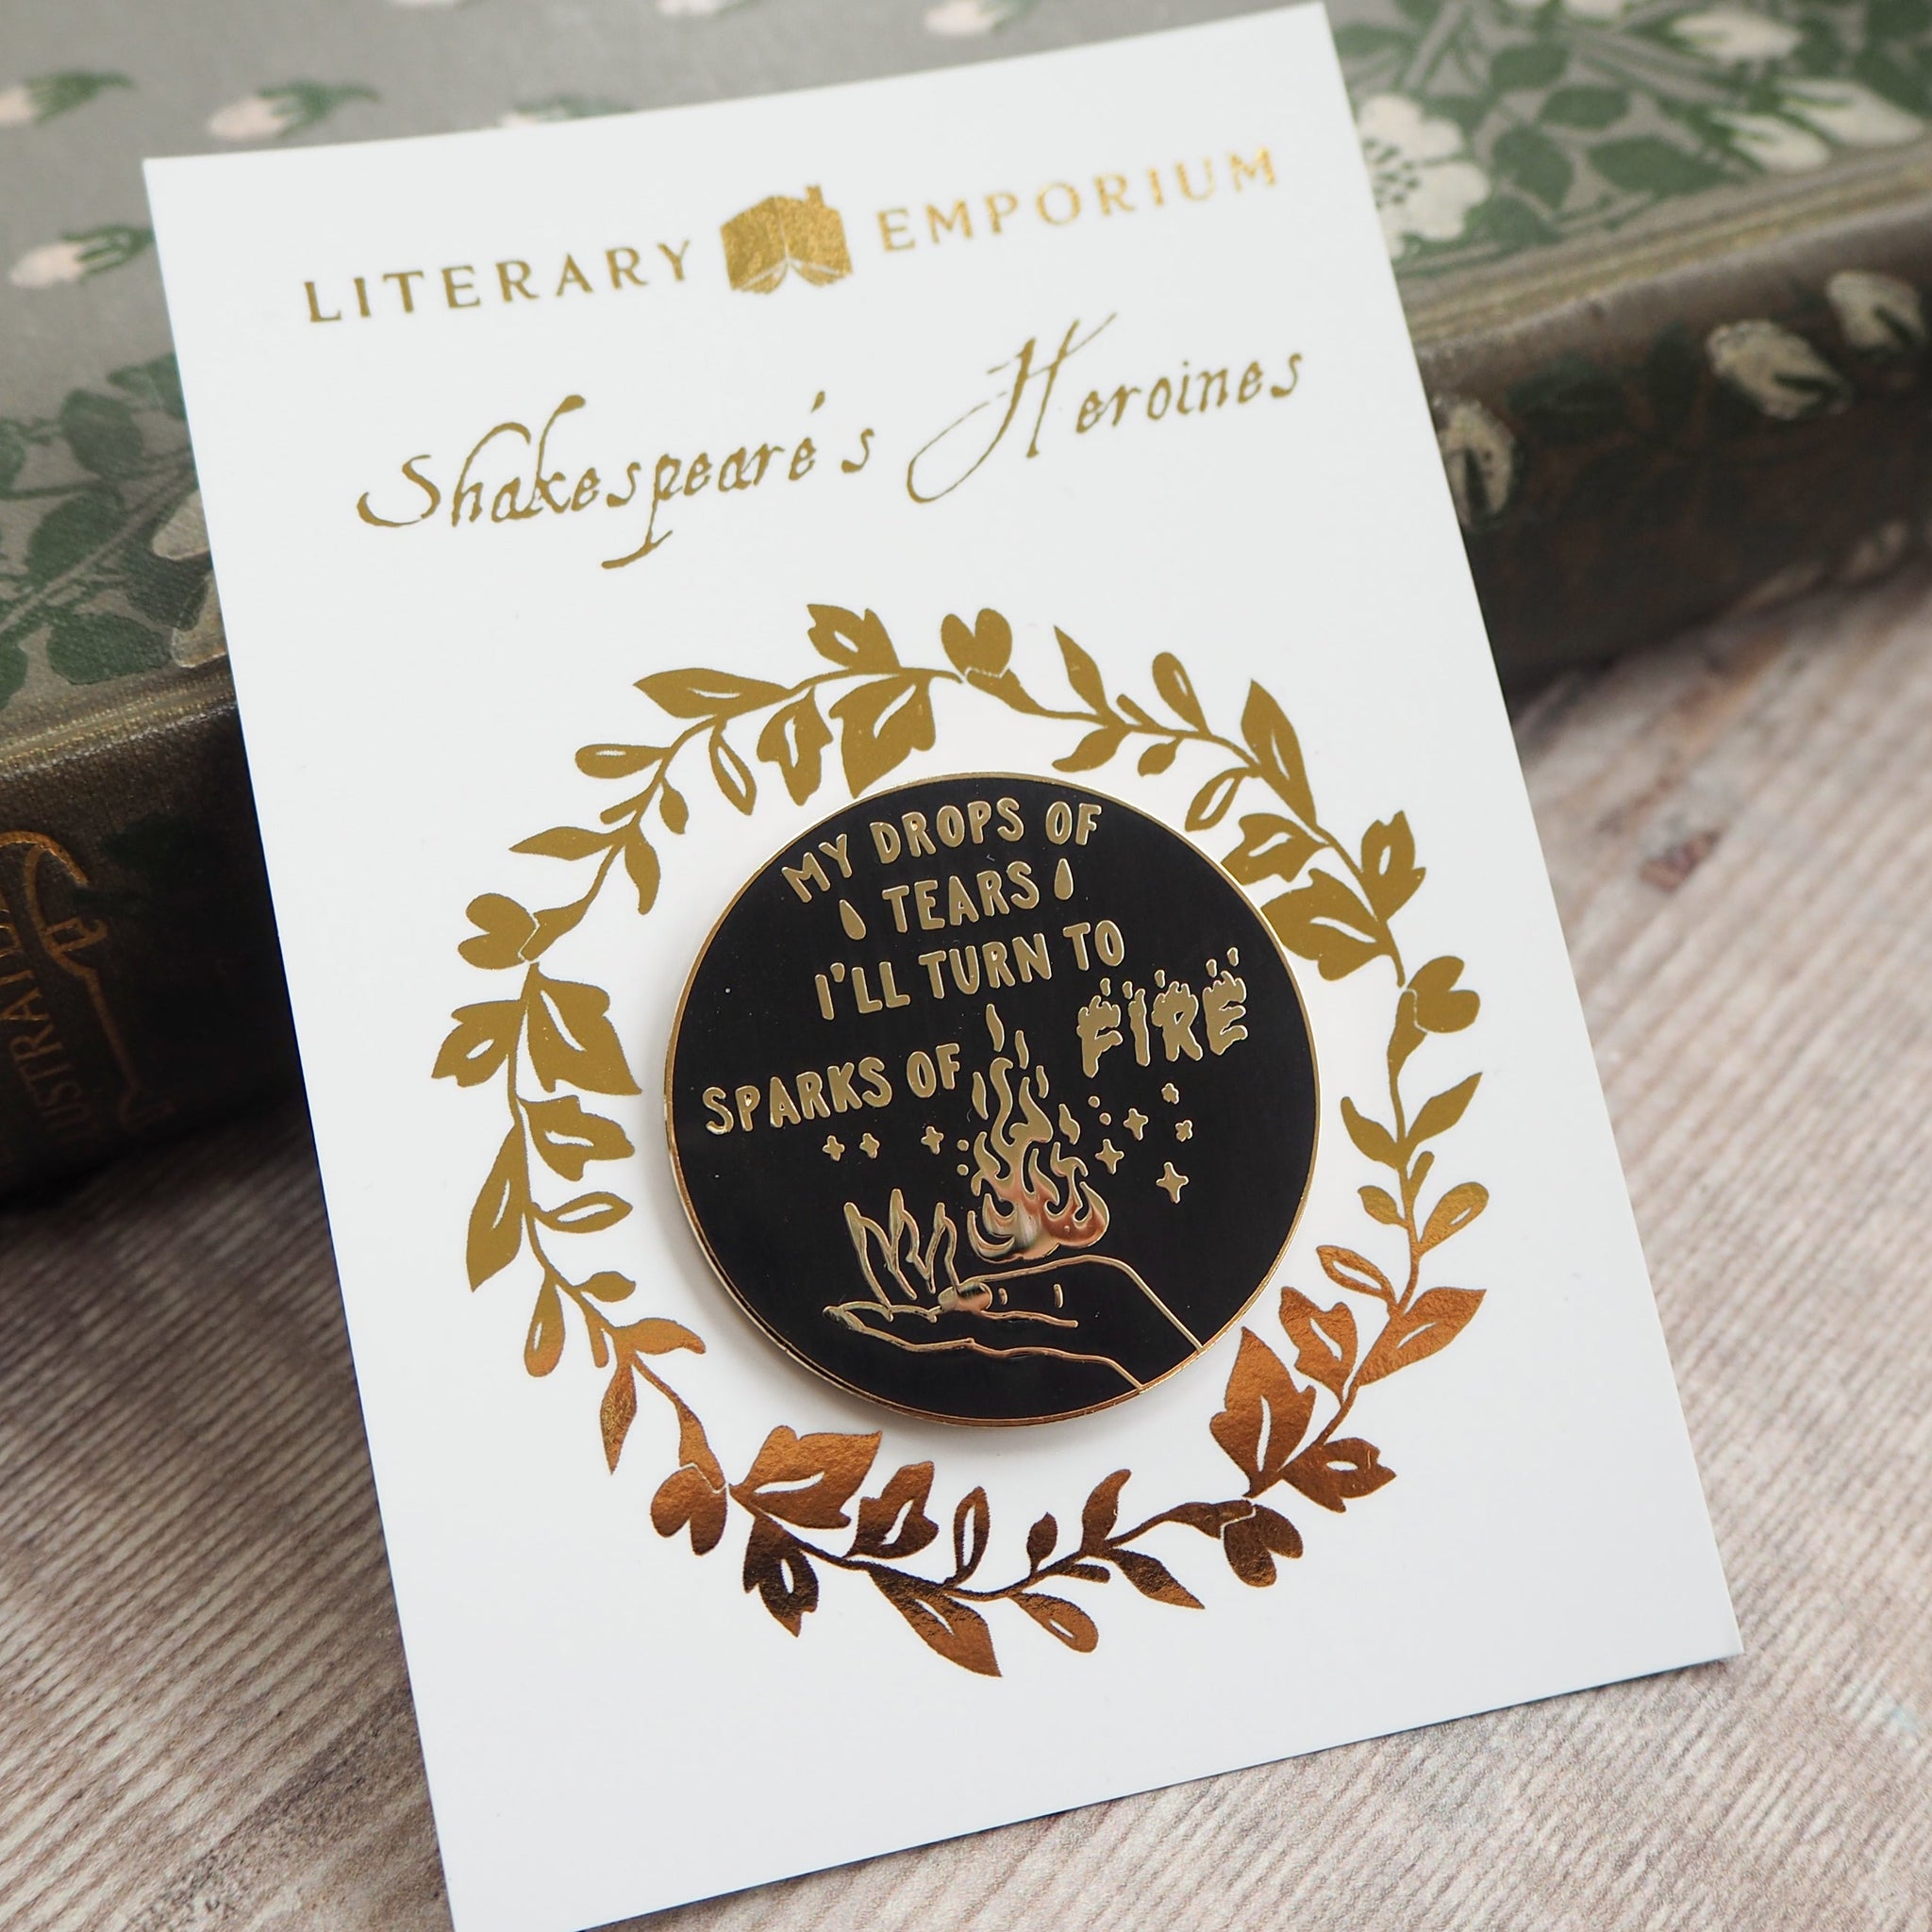 LITERARY EMPORIUM
Shakespeare's Heroines
MY DROPS OF
TEARS
I'LL TURN TO
SPARKS OF FIRE